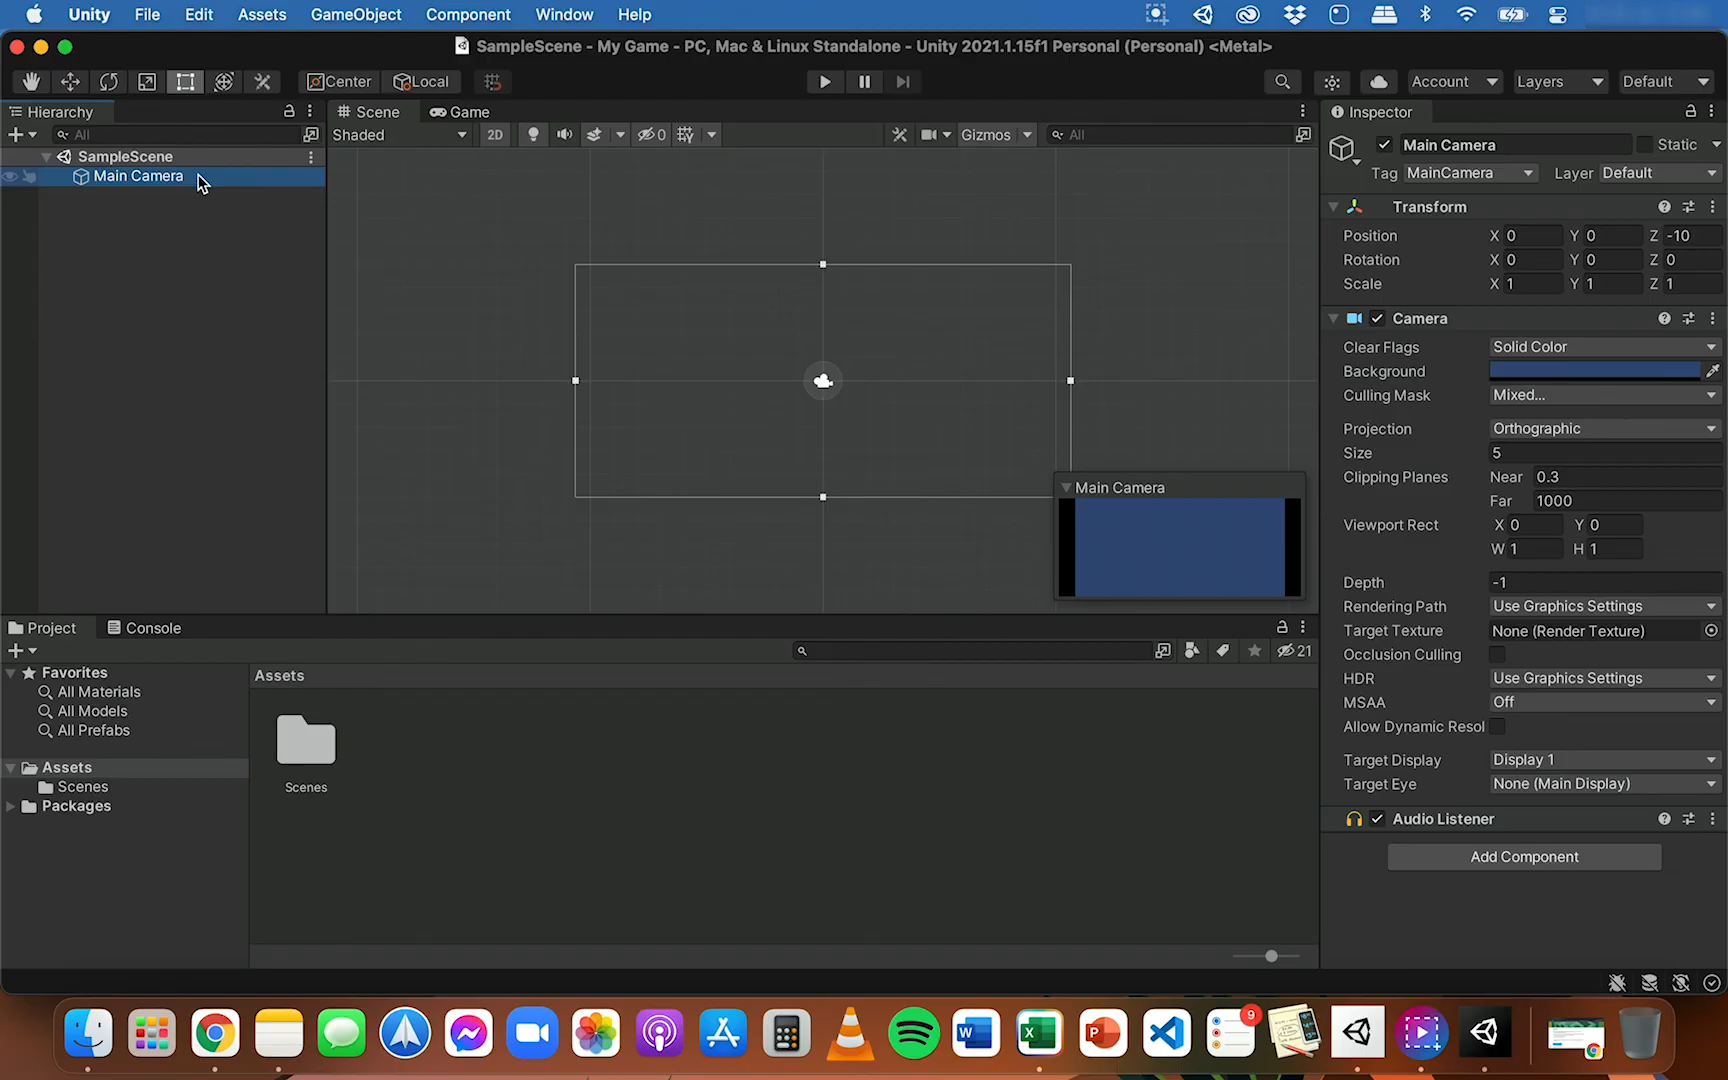 Unity File Edit Assets GameObject Component Window Help
SampleScene - My Game - PC, Mac & Linux Standalone - Unity 2021.1.15f1 Personal (Personal) <Metal>
Center Local Account Layers Default
Hierarchy
All
SampleScene
Main Camera
Scene Game
Shaded 2D 0 Gizmos All
Main Camera
Inspector
Main Camera Static
Tag MainCamera Layer Default
Transform
Position X 0 Y 0 Z -10
Rotation X 0 Y 0 Z 0
Scale X 1 Y 1 Z 1
Camera
Clear Flags Solid Color
Background
Culling Mask Mixed...
Projection Orthographic
Size 5
Clipping Planes Near 0.3
Far 1000
Viewport Rect X 0 Y 0
W 1 H 1
Depth -1
Rendering Path Use Graphics Settings
Target Texture None (Render Texture)
Occlusion Culling
HDR Use Graphics Settings
MSAA Off
Allow Dynamic Resol
Target Display Display 1
Target Eye None (Main Display)
Audio Listener
Add Component
Project Console
21
Favorites
All Materials
All Models
All Prefabs
Assets
Scenes
Packages
Assets
Scenes
W X P 9